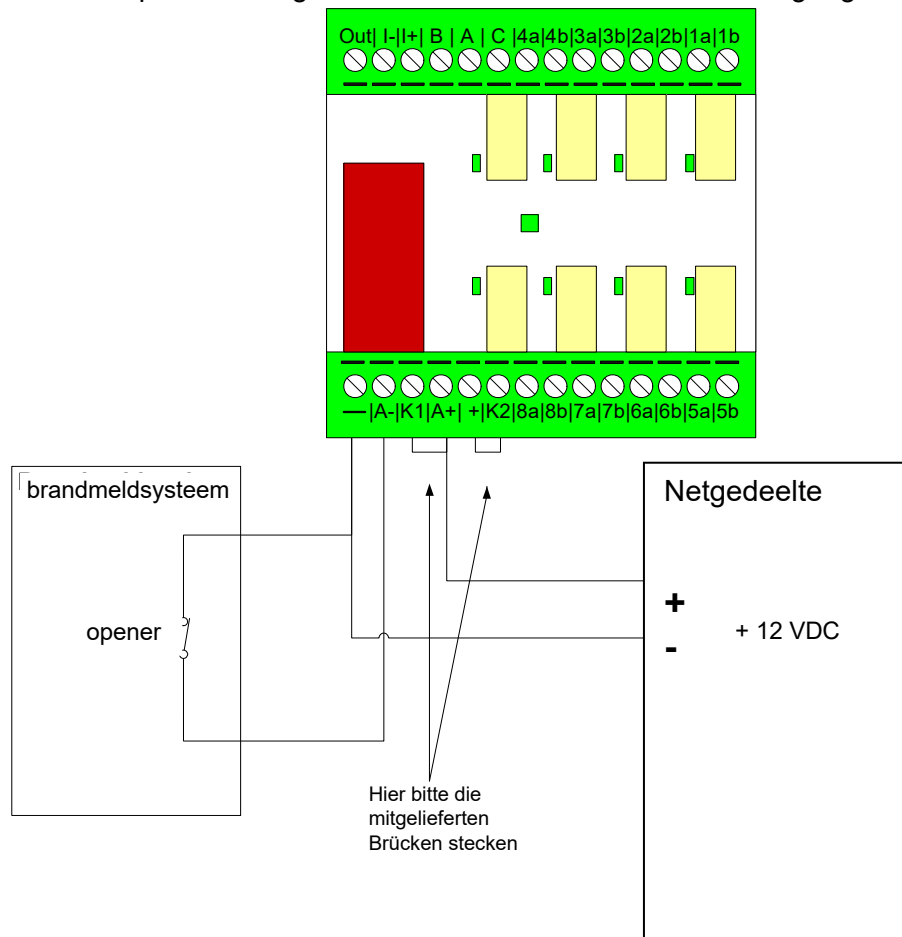 Out| I-|I+| B | A | C |4a|4b|3a|3b|2a|2b|1a|1b
—|A-|K1|A+| +|K2|8a|8b|7a|7b|6a|6b|5a|5b
brandmeldsysteem
opener
Netgedeelte
+
+ 12 VDC
-
Hier bitte die
mitgelieferten
Brücken stecken